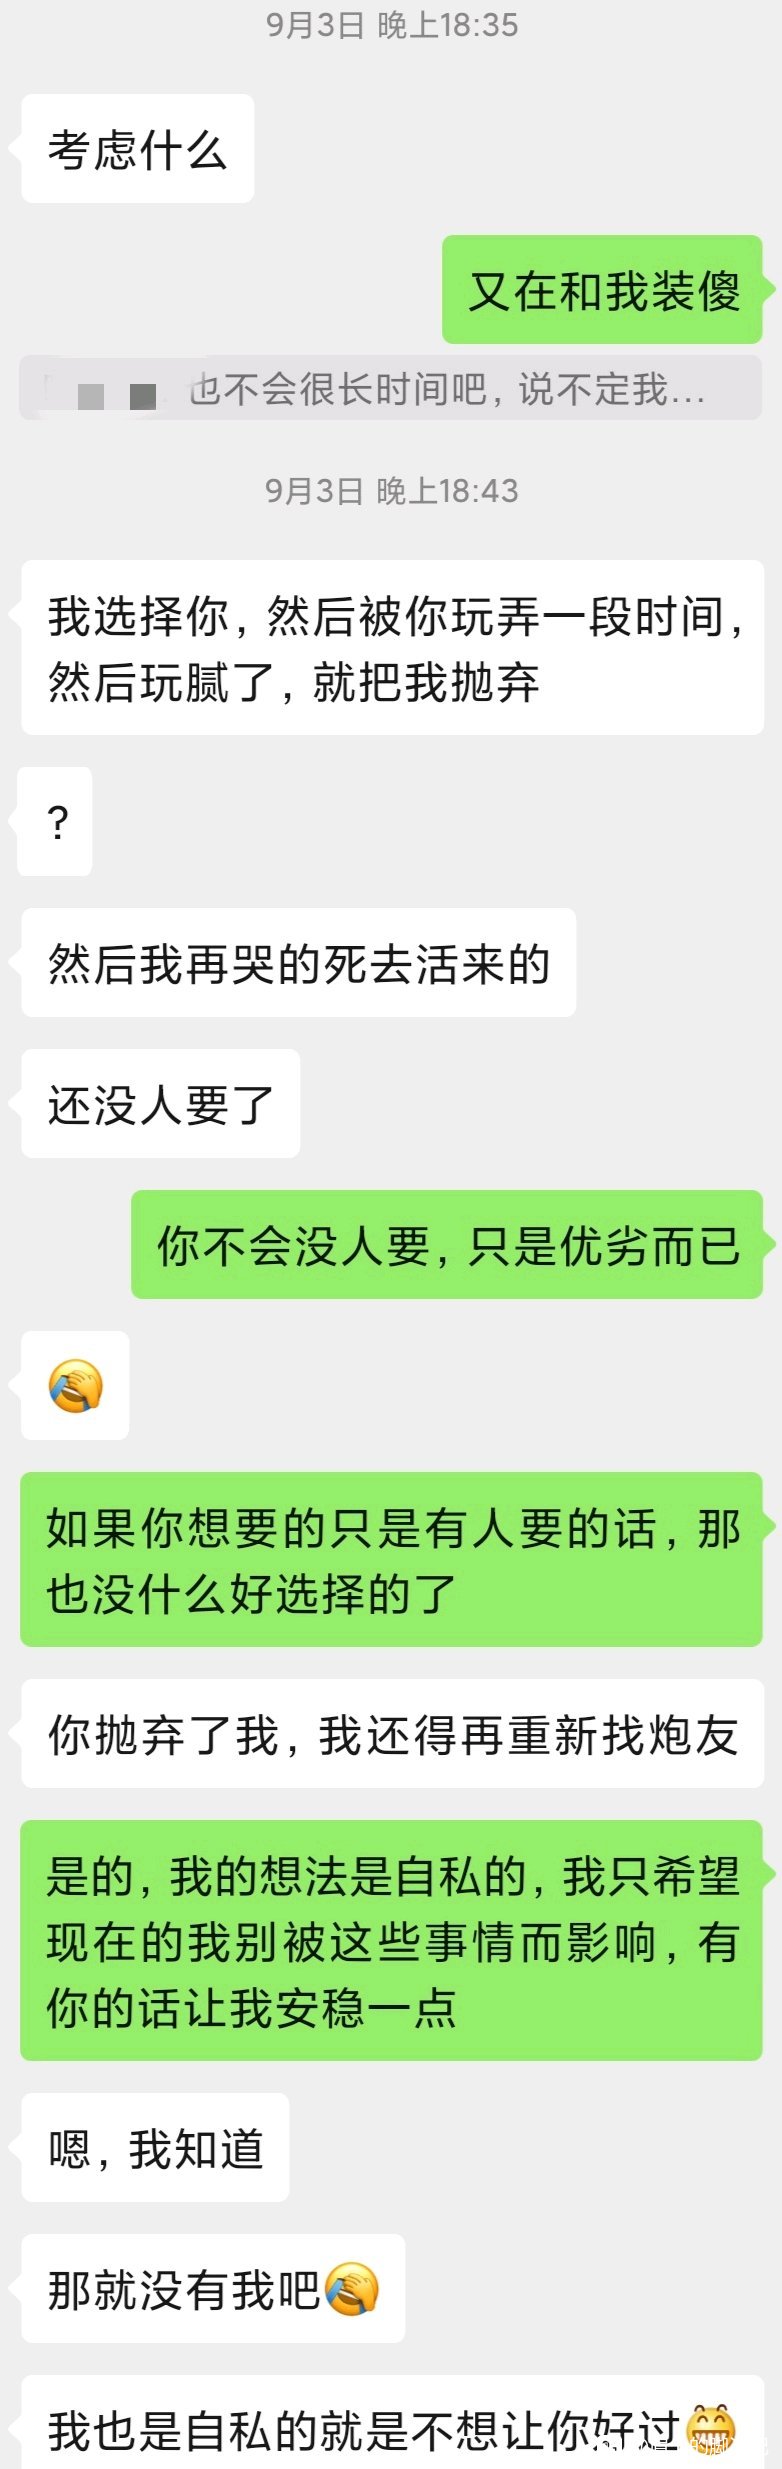 9月3日 晚上18:35
考虑什么
又在和我装傻
也不会很长时间吧，说不定我...
9月3日 晚上18:43
我选择你，然后被你玩弄一段时间，
然后玩腻了，就把我抛弃
？
然后我再哭的死去活来的
还没人要了
你不会没人要，只是优劣而已
🤣
如果你想要的只是有人要的话，那
也没什么好选择的了
你抛弃了我，我还得再重新找炮友
是的，我的想法是自私的，我只希望
现在的我别被这些事情而影响，有
你的话让我安稳一点
嗯，我知道
那就没有我吧
我也是自私的就是不想让你好过